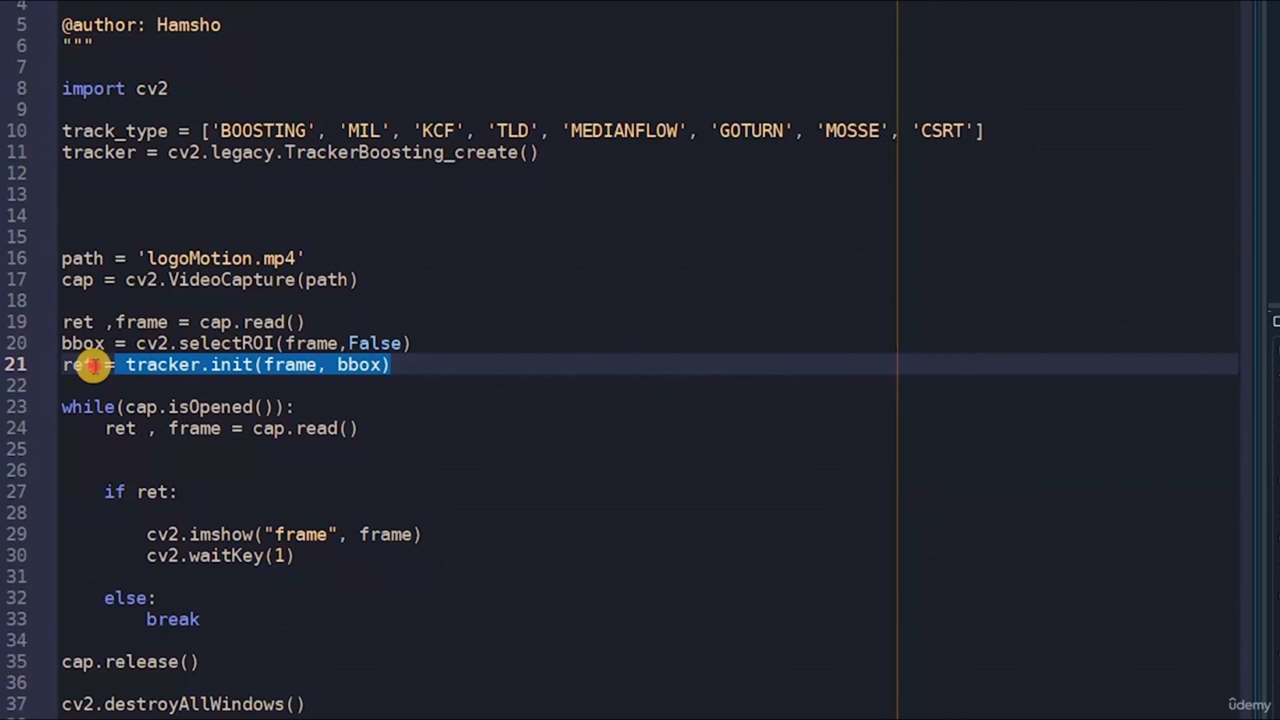 4
5 @author: Hamsho
6 """
7
8 import cv2
9
10 track_type = ['BOOSTING', 'MIL', 'KCF', 'TLD', 'MEDIANFLOW', 'GOTURN', 'MOSSE', 'CSRT']
11 tracker = cv2.legacy.TrackerBoosting_create()
12
13
14
15
16 path = 'logoMotion.mp4'
17 cap = cv2.VideoCapture(path)
18
19 ret ,frame = cap.read()
20 bbox = cv2.selectROI(frame,False)
21 ret = tracker.init(frame, bbox)
22
23 while(cap.isOpened()):
24 ret , frame = cap.read()
25
26
27 if ret:
28
29 cv2.imshow("frame", frame)
30 cv2.waitKey(1)
31
32 else:
33 break
34
35 cap.release()
36
37 cv2.destroyAllWindows()
udemy